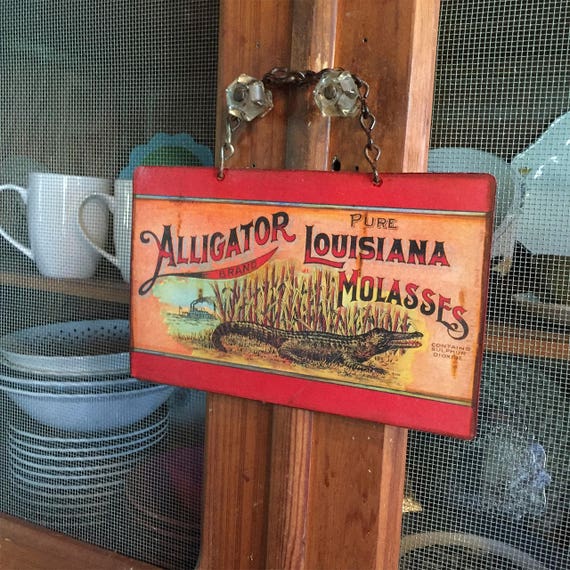 ALLIGATOR
BRAND
PURE
LOUISIANA
MOLASSES
CONTAINS
SULPHUR
DIOXIDE